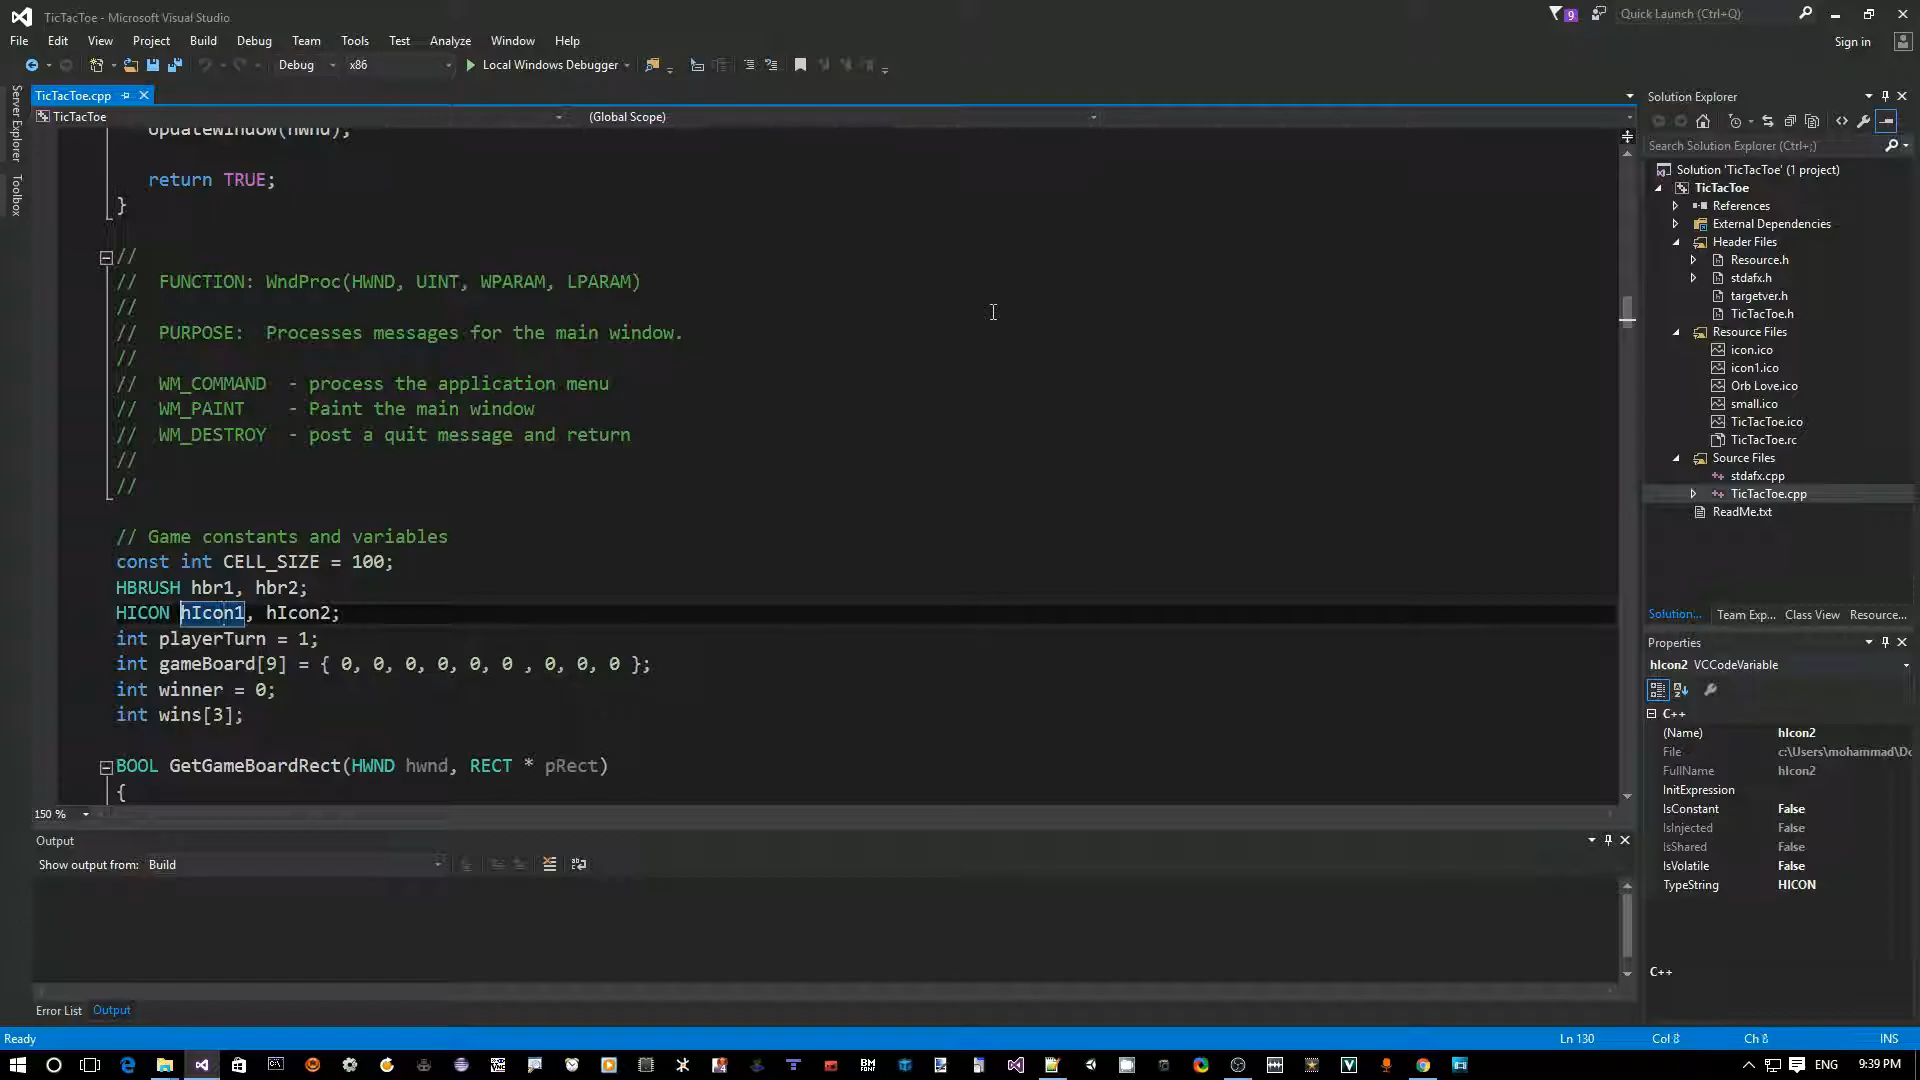 TicTacToe - Microsoft Visual Studio
9
Quick Launch (Ctrl+Q)
File Edit View Project Build Debug Team Tools Test Analyze Window Help
Sign in
Debug x86 Local Windows Debugger
Server Explorer
Toolbox
TicTacToe.cpp
TicTacToe (Global Scope)
UpdateWindow(hWnd);
return TRUE;
}
//
// FUNCTION: WndProc(HWND, UINT, WPARAM, LPARAM)
//
// PURPOSE: Processes messages for the main window.
//
// WM_COMMAND - process the application menu
// WM_PAINT - Paint the main window
// WM_DESTROY - post a quit message and return
//
//
// Game constants and variables
const int CELL_SIZE = 100;
HBRUSH hbr1, hbr2;
HICON hIcon1, hIcon2;
int playerTurn = 1;
int gameBoard[9] = { 0, 0, 0, 0, 0, 0 , 0, 0, 0 };
int winner = 0;
int wins[3];
BOOL GetGameBoardRect(HWND hwnd, RECT * pRect)
{
150 %
Output
Show output from: Build
Error List Output
Solution Explorer
Search Solution Explorer (Ctrl+;)
Solution 'TicTacToe' (1 project)
TicTacToe
References
External Dependencies
Header Files
Resource.h
stdafx.h
targetver.h
TicTacToe.h
Resource Files
icon.ico
icon1.ico
Orb Love.ico
small.ico
TicTacToe.ico
TicTacToe.rc
Source Files
stdafx.cpp
TicTacToe.cpp
ReadMe.txt
Solution... Team Exp... Class View Resource...
Properties
hIcon2 VCCodeVariable
C++
(Name) hIcon2
File c:\Users\mohammad\Do
FullName hIcon2
InitExpression
IsConstant False
IsInjected False
IsShared False
IsVolatile False
TypeString HICON
C++
Ready Ln 130 Col 8 Ch 8 INS
ENG 9:39 PM